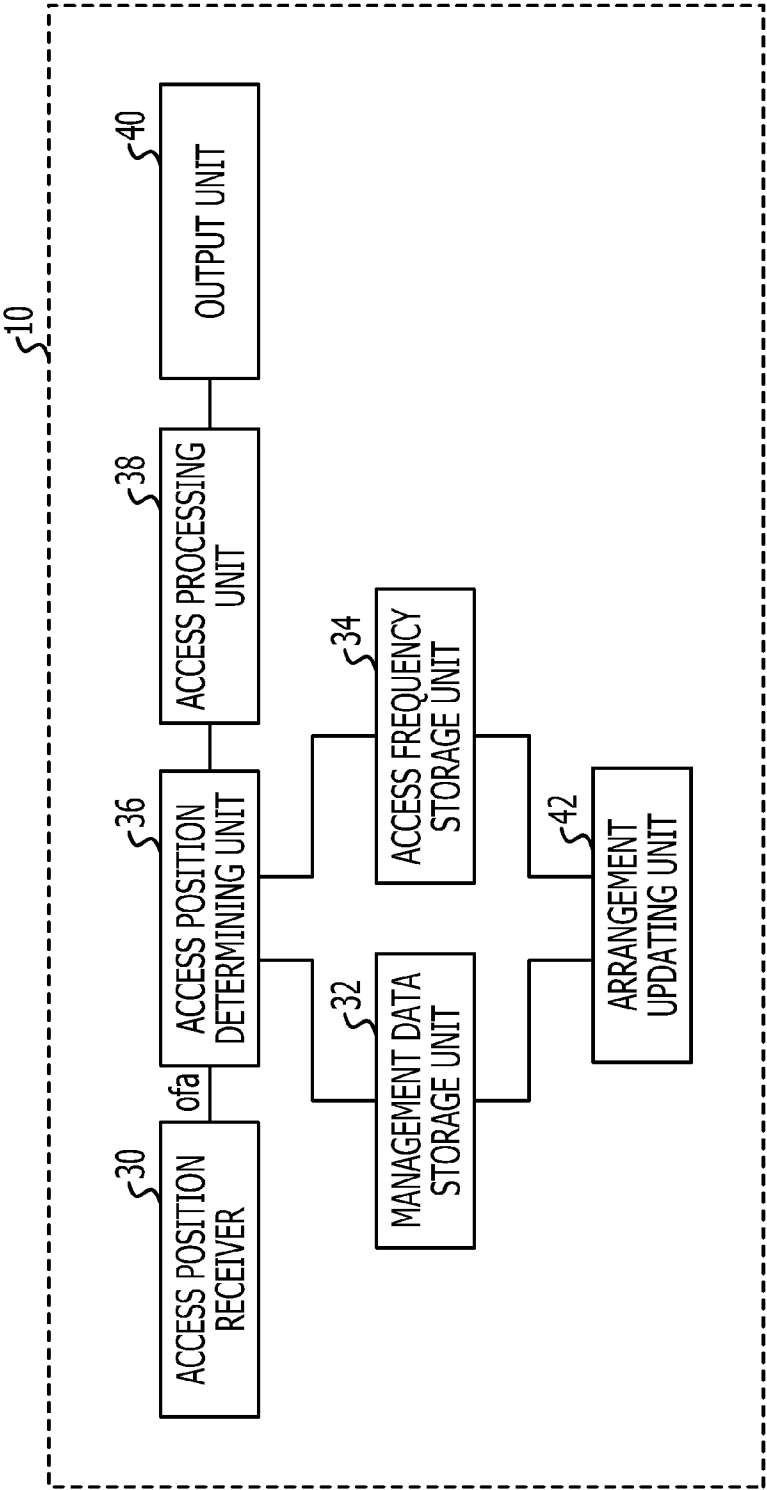 10
30
ACCESS POSITION
RECEIVER
ofa
36
ACCESS POSITION
DETERMINING UNIT
38
ACCESS PROCESSING
UNIT
40
OUTPUT UNIT
32
MANAGEMENT DATA
STORAGE UNIT
34
ACCESS FREQUENCY
STORAGE UNIT
42
ARRANGEMENT
UPDATING UNIT